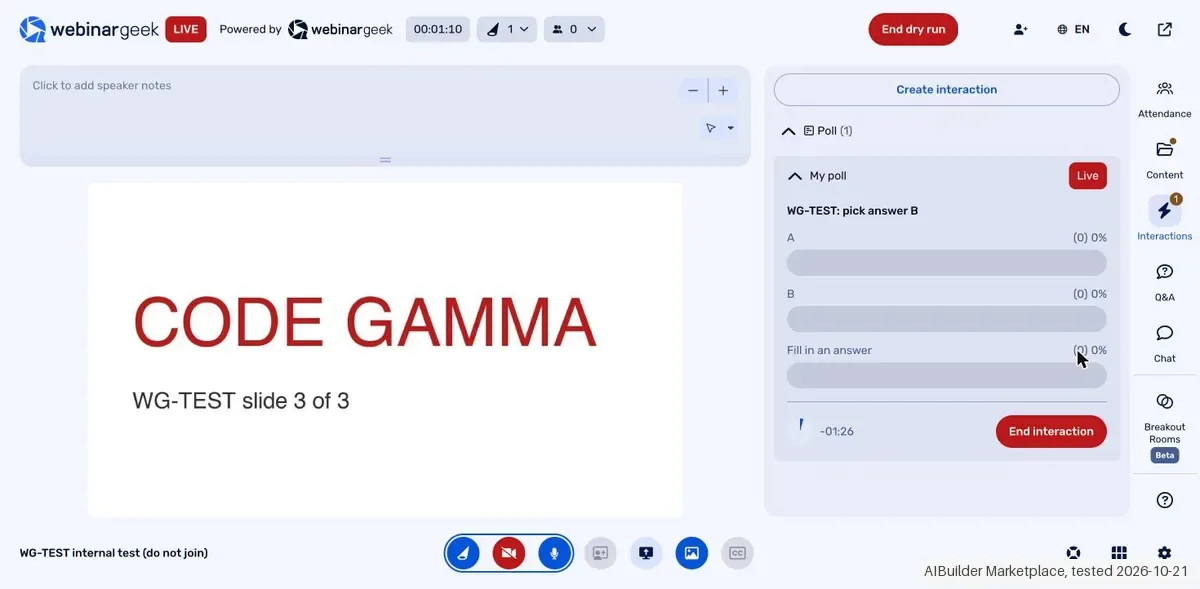 webinargeek LIVE Powered by webinargeek 00:01:10 1 0 End dry run EN
Click to add speaker notes
CODE GAMMA
WG-TEST slide 3 of 3
Create interaction
Poll (1)
My poll Live
WG-TEST: pick answer B
A (0) 0%
B (0) 0%
Fill in an answer (0) 0%
-01:26 End interaction
Attendance
Content
1
Interactions
Q&A
Chat
Breakout
Rooms
Beta
WG-TEST internal test (do not join)
CC
AIBuilder Marketplace, tested 2026-10-21